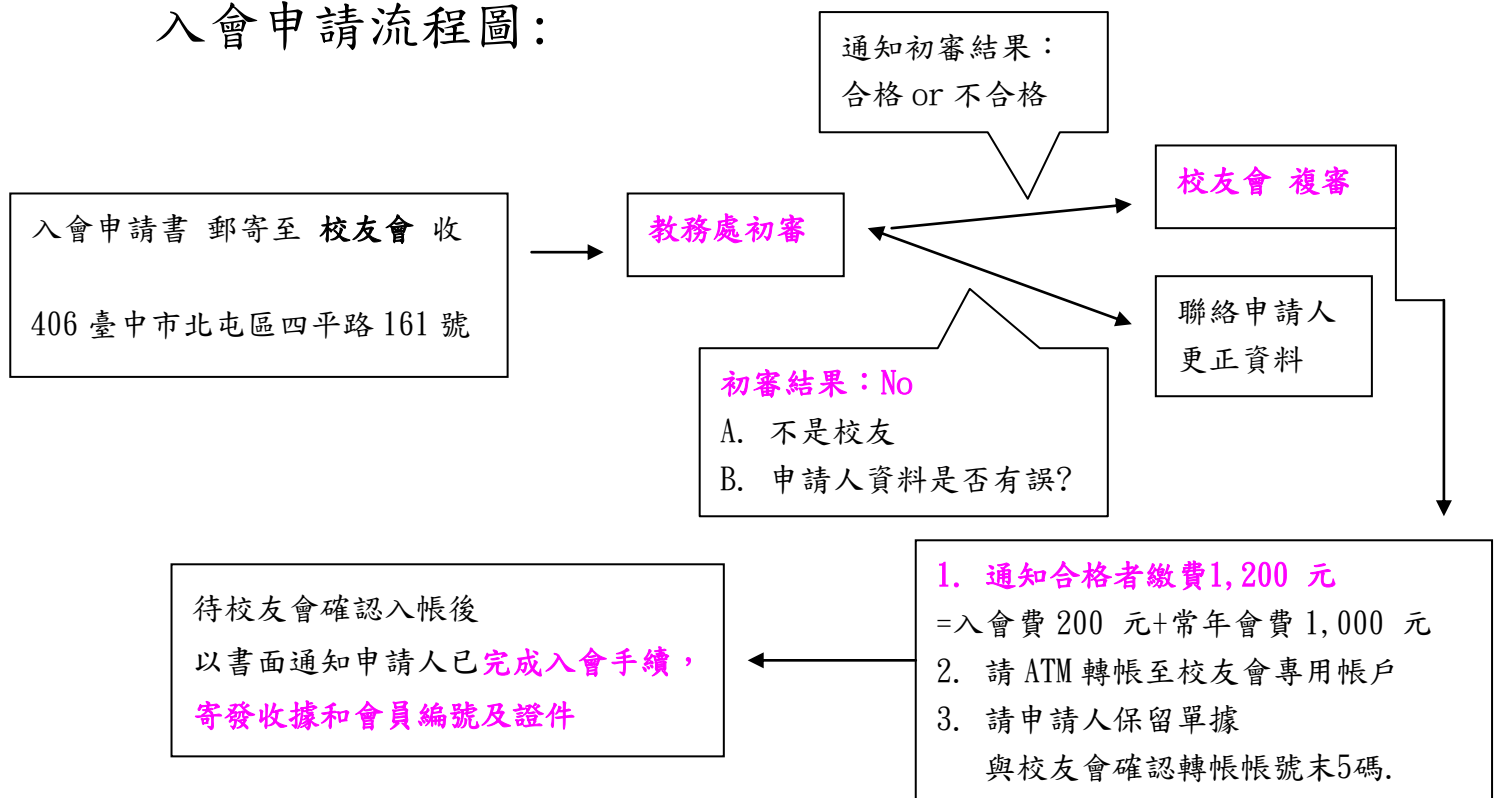 入會申請流程圖:
通知初審結果：
合格 or 不合格
校友會 複審
入會申請書 郵寄至 校友會 收
406 臺中市北屯區四平路 161 號
教務處初審
聯絡申請人
更正資料
初審結果：No
A. 不是校友
B. 申請人資料是否有誤?
1. 通知合格者繳費1,200 元
=入會費 200 元+常年會費 1,000 元
2. 請 ATM 轉帳至校友會專用帳戶
3. 請申請人保留單據
與校友會確認轉帳帳號末5碼.
待校友會確認入帳後
以書面通知申請人已完成入會手續，
寄發收據和會員編號及證件